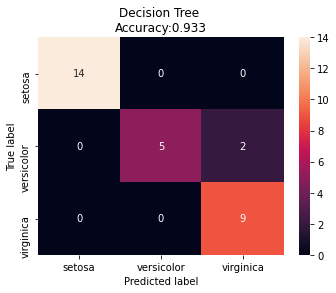 Decision Tree
Accuracy:0.933
setosa
versicolor
virginica
True label
14 0 0
0 5 2
0 0 9
setosa versicolor virginica
Predicted label
14
12
10
8
6
4
2
0